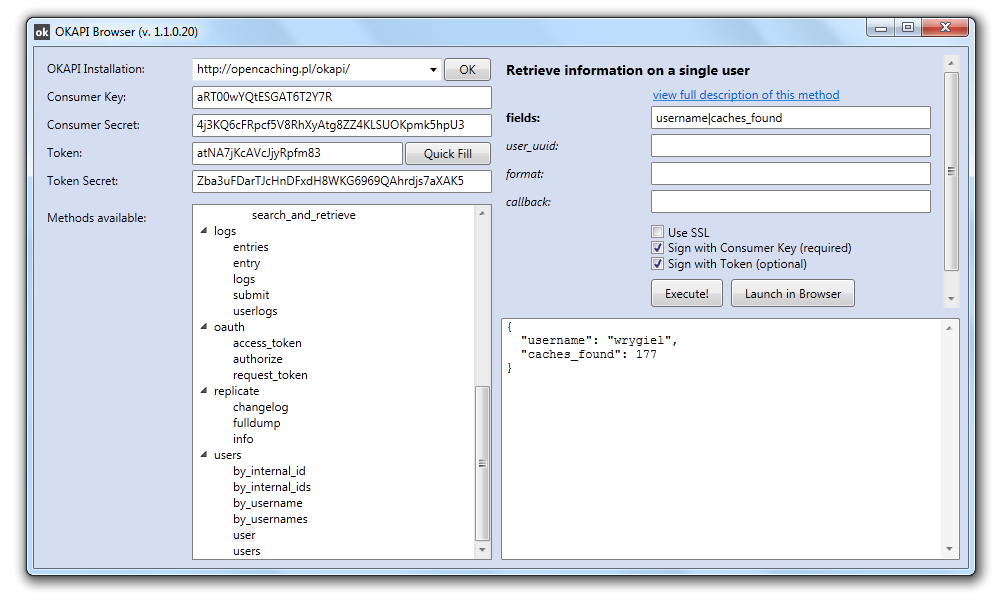 ok OKAPI Browser (v. 1.1.0.20)
OKAPI Installation: http://opencaching.pl/okapi/ OK
Consumer Key: aRT00wYQtESGAT6T2Y7R
Consumer Secret: 4j3KQ6cFRpcf5V8RhXyAtg8ZZ4KLSUOKpmk5hpU3
Token: atNA7jKcAVcJjyRpfm83 Quick Fill
Token Secret: Zba3uFDarTJcHnDFxdH8WKG6969QAhrdjs7aXAK5
Methods available:
search_and_retrieve
logs
entries
entry
logs
submit
userlogs
oauth
access_token
authorize
request_token
replicate
changelog
fulldump
info
users
by_internal_id
by_internal_ids
by_username
by_usernames
user
users
Retrieve information on a single user
view full description of this method
fields: username|caches_found
user_uuid:
format:
callback:
Use SSL
Sign with Consumer Key (required)
Sign with Token (optional)
Execute! Launch in Browser
{
"username": "wrygiel",
"caches_found": 177
}